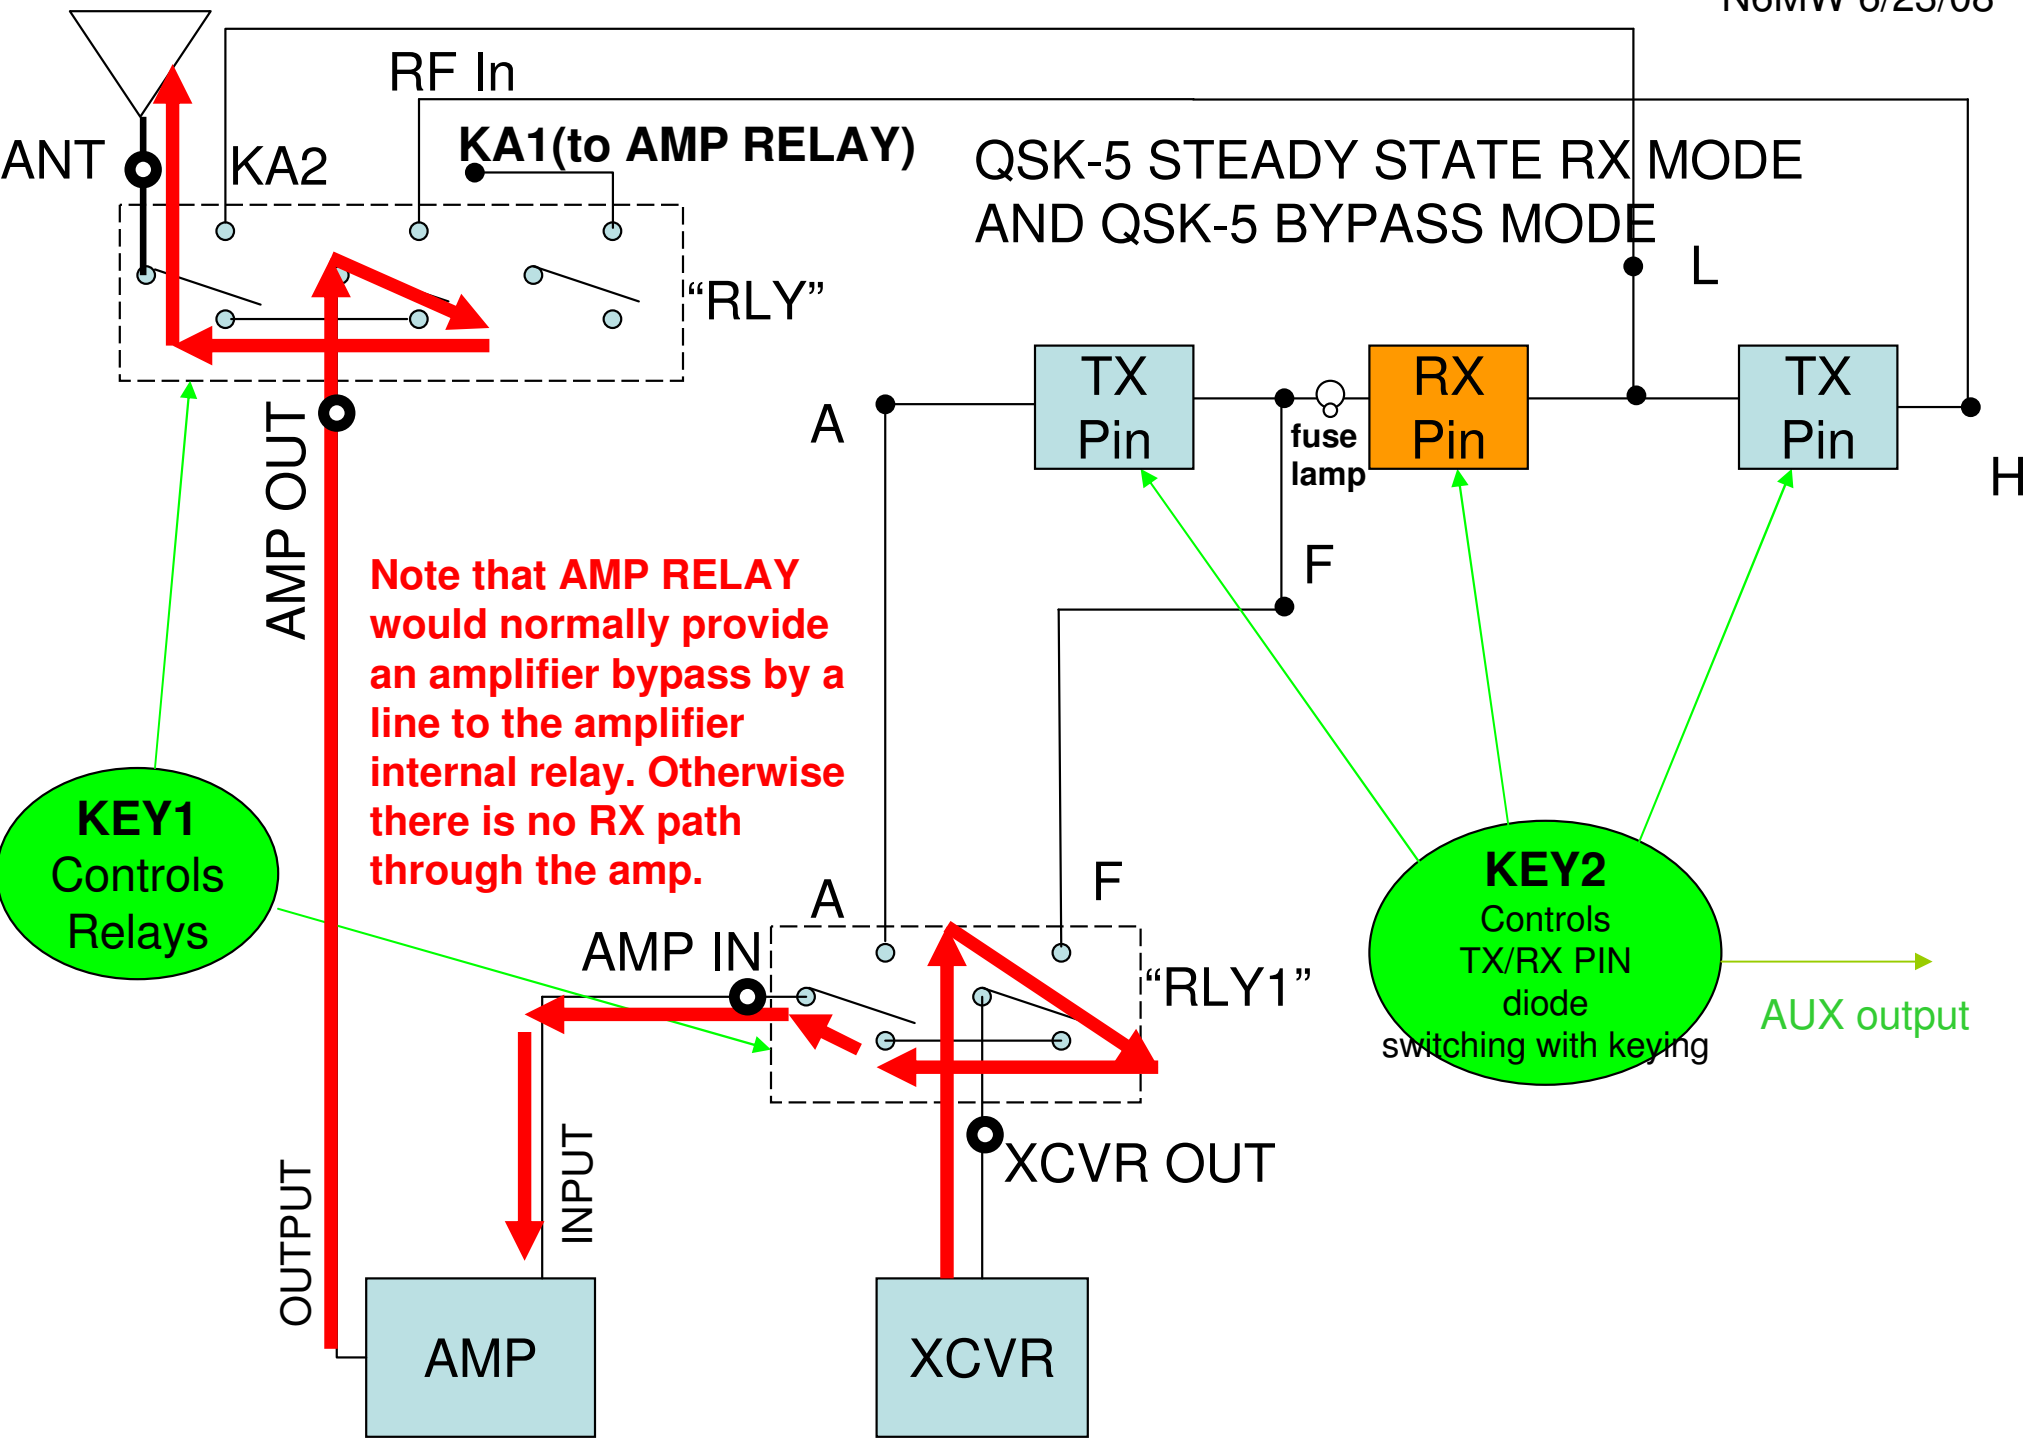 N6MW 6/23/08
RF In
KA1(to AMP RELAY)
ANT
KA2
QSK-5 STEADY STATE RX MODE
AND QSK-5 BYPASS MODE
L
“RLY”
TX
Pin
RX
Pin
TX
Pin
A
fuse
lamp
H
AMP OUT
F
Note that AMP RELAY
would normally provide
an amplifier bypass by a
line to the amplifier
internal relay. Otherwise
there is no RX path
through the amp.
KEY1
Controls
Relays
A
F
AMP IN
“RLY1”
KEY2
Controls
TX/RX PIN
diode
switching with keying
AUX output
XCVR OUT
INPUT
OUTPUT
AMP
XCVR